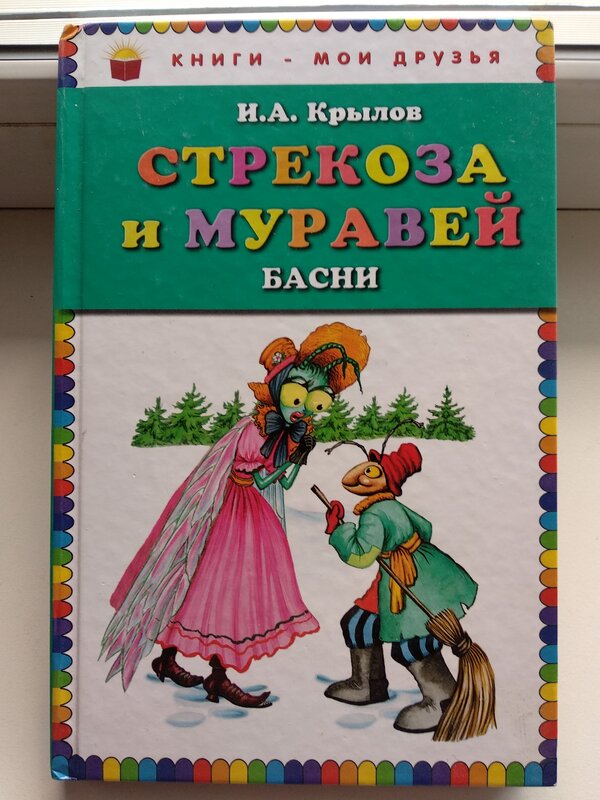 КНИГИ - МОИ ДРУЗЬЯ
И.А. Крылов
СТРЕКОЗА
и МУРАВЕЙ
БАСНИ